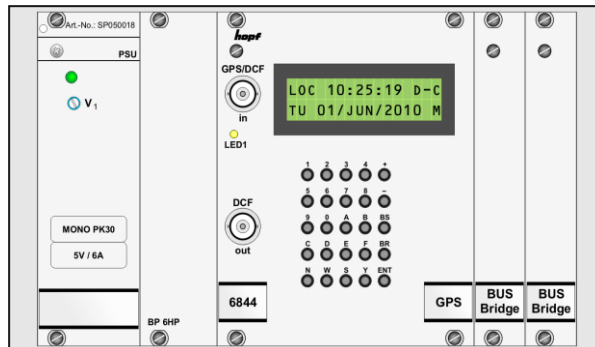 Art.-No.: SP050018
PSU
V1
MONO PK30
5V / 6A
BP 6HP
hopf
GPS/DCF
in
LED1
DCF
out
6844
LOC 10:25:19 D-C
TU 01/JUN/2010 M
1 2 3 4 +
5 6 7 8 –
9 0 A B BS
C D E F BR
N W S Y ENT
GPS
BUS
Bridge
BUS
Bridge